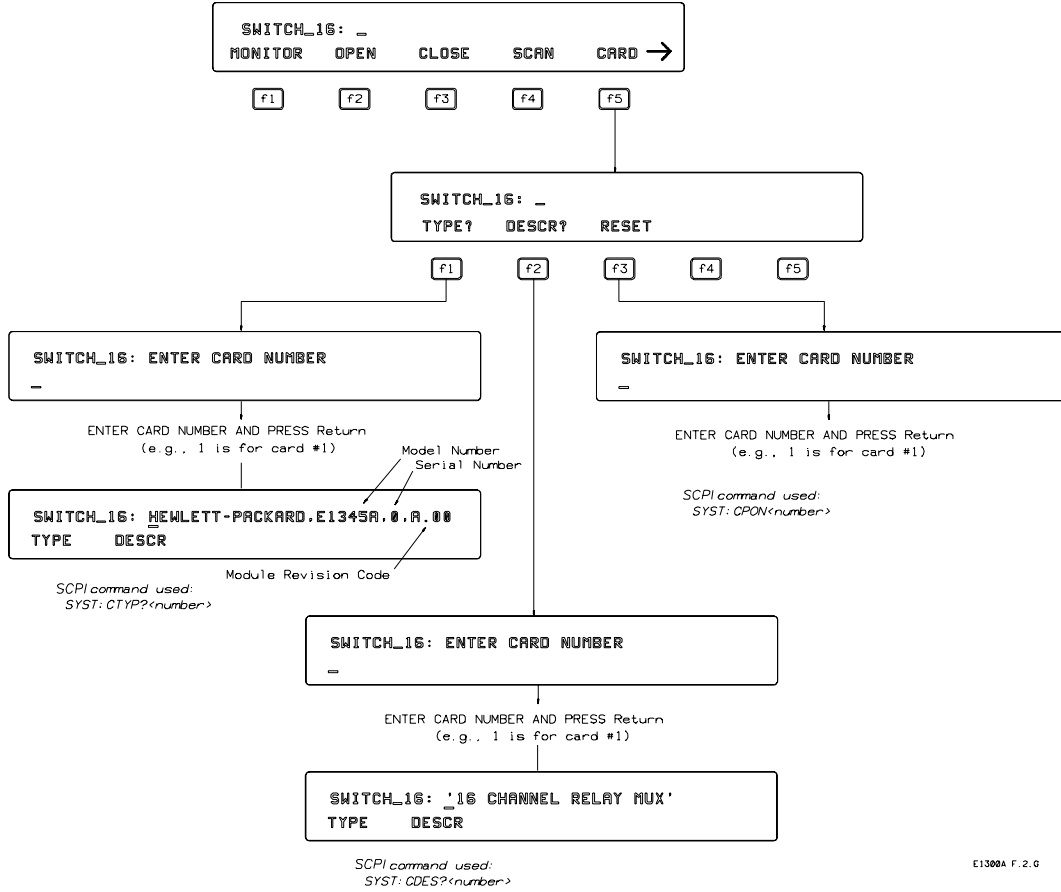 SWITCH_16: _
MONITOR OPEN CLOSE SCAN CARD →
f1 f2 f3 f4 f5
SWITCH_16: _
TYPE? DESCR? RESET
f1 f2 f3 f4 f5
SWITCH_16: ENTER CARD NUMBER
_
ENTER CARD NUMBER AND PRESS Return
(e.g., 1 is for card #1)
Model Number
Serial Number
SWITCH_16: HEWLETT-PACKARD,E1345A,0,A.00
TYPE DESCR
Module Revision Code
SCPI command used:
SYST: CTYP?<number>
SWITCH_16: ENTER CARD NUMBER
_
ENTER CARD NUMBER AND PRESS Return
(e.g., 1 is for card #1)
SCPI command used:
SYST: CPON<number>
SWITCH_16: ENTER CARD NUMBER
_
ENTER CARD NUMBER AND PRESS Return
(e.g., 1 is for card #1)
SWITCH_16: '16 CHANNEL RELAY MUX'
TYPE DESCR
SCPI command used:
SYST: CDES?<number>
E1300A F.2.G